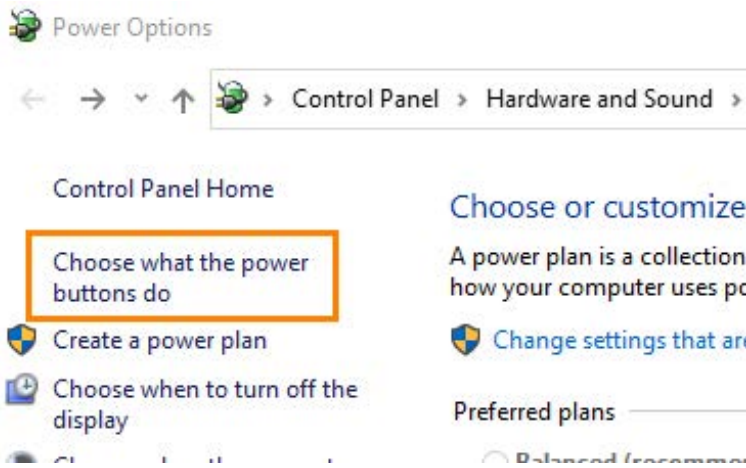 Power Options
Control Panel > Hardware and Sound >
Control Panel Home
Choose what the power
buttons do
Create a power plan
Choose when to turn off the
display
Choose or customize
A power plan is a collection
how your computer uses
Change settings that
Preferred plans
Balanced